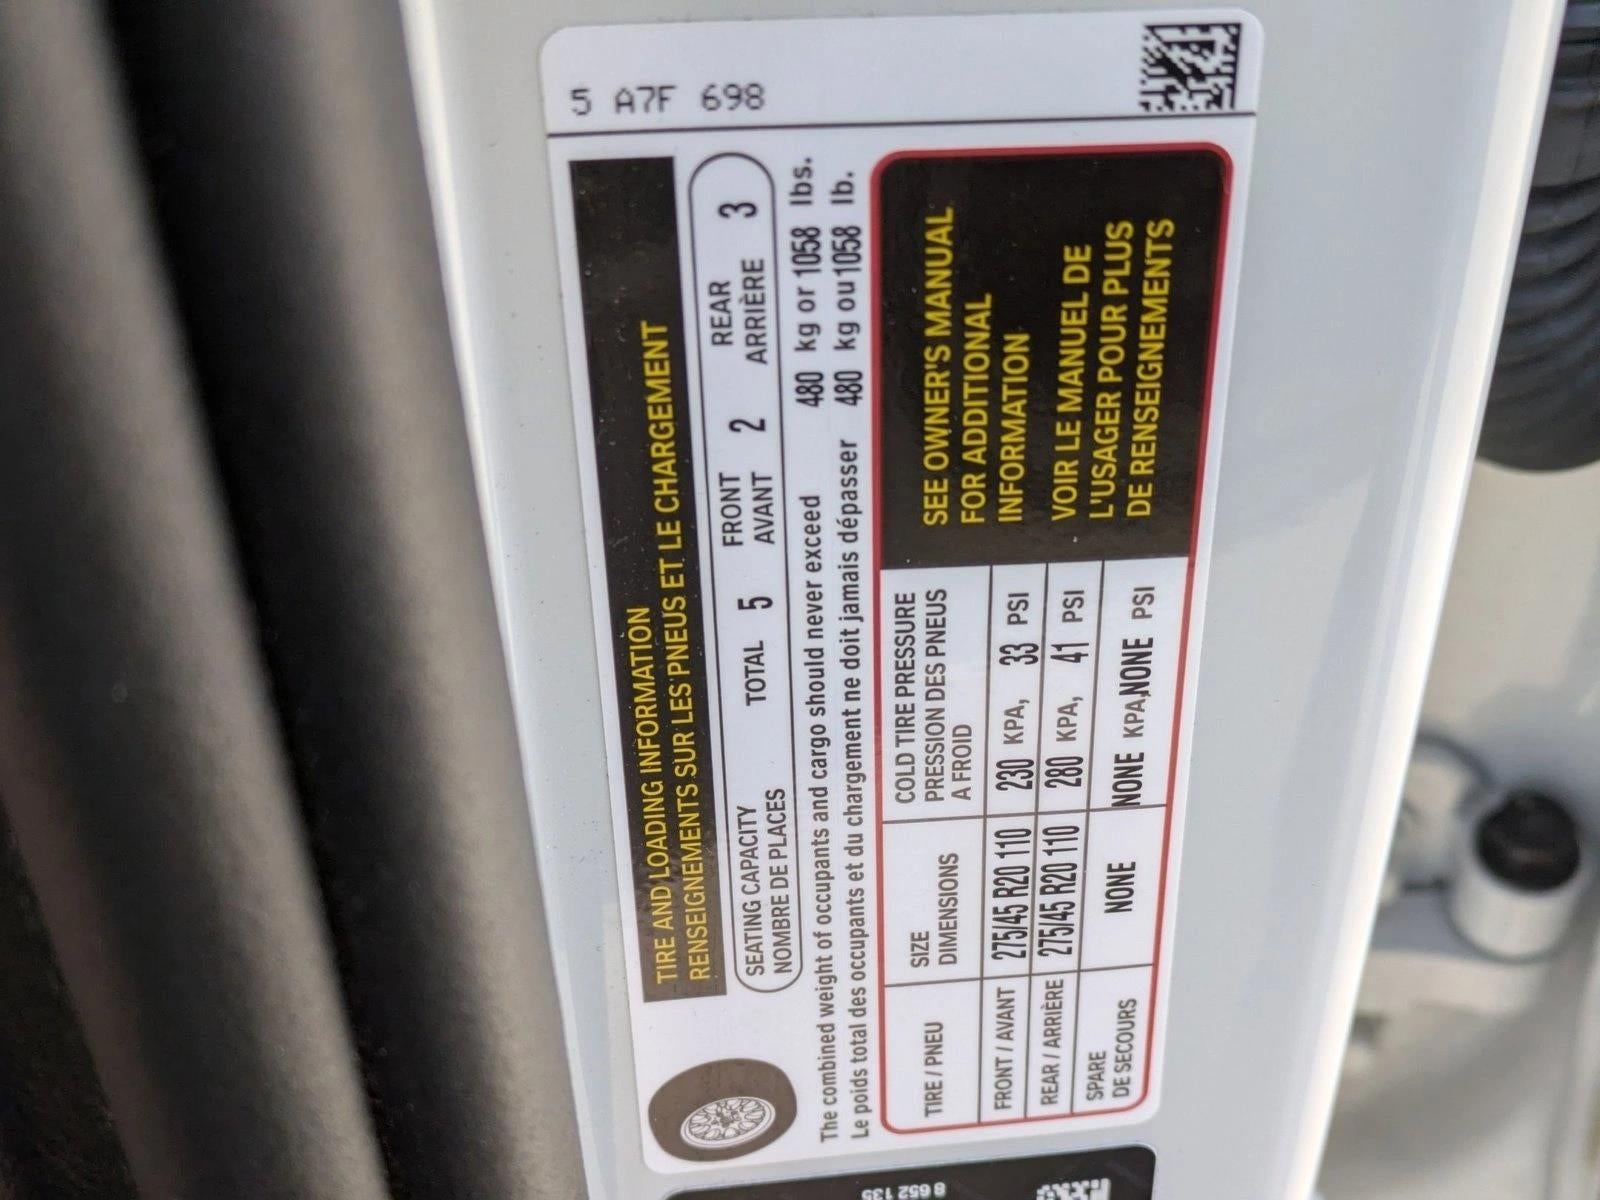 5 A7F 698
TIRE AND LOADING INFORMATION
RENSEIGNEMENTS SUR LES PNEUS ET LE CHARGEMENT
SEATING CAPACITY TOTAL 5 FRONT 2 REAR 3
NOMBRE DE PLACES AVANT ARRIÈRE
The combined weight of occupants and cargo should never exceed 480 kg or 1058 lbs.
Le poids total des occupants et du chargement ne doit jamais dépasser 480 kg ou 1058 lb.
TIRE / PNEU
SIZE
DIMENSIONS
COLD TIRE PRESSURE
PRESSION DES PNEUS
A FROID
FRONT / AVANT 275/45 R20 110 230 KPA, 33 PSI
REAR / ARRIÈRE 275/45 R20 110 280 KPA, 41 PSI
SPARE
DE SECOURS
NONE NONE KPA,NONE PSI
SEE OWNER'S MANUAL
FOR ADDITIONAL
INFORMATION
VOIR LE MANUEL DE
L'USAGER POUR PLUS
DE RENSEIGNEMENTS
8 652 135